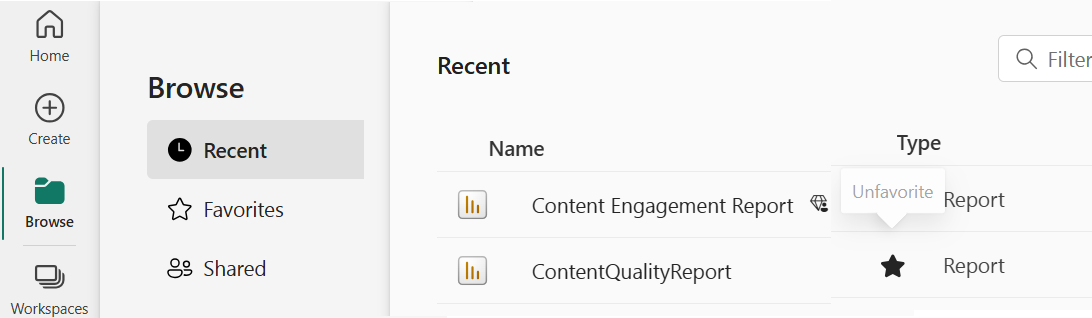 Home
Create
Browse
Workspaces
Browse
Recent
Favorites
Shared
Recent
Filter
Name
Type
Content Engagement Report
Report
Unfavorite
ContentQualityReport
Report